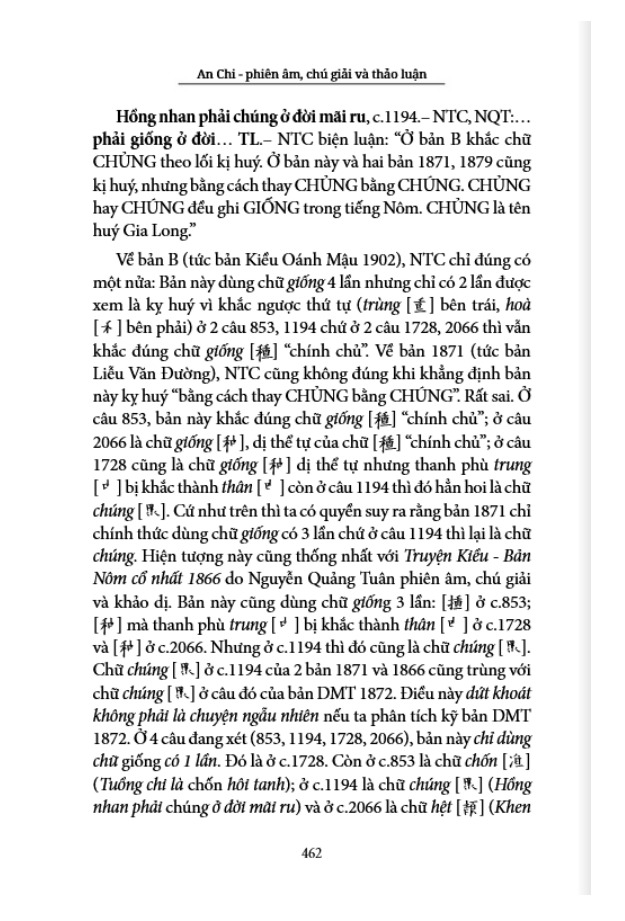 An Chi - phiên âm, chú giải và thảo luận
Hồng nhan phải chúng ở đời mãi ru, c.1194.– NTC, NQT:…
phải giống ở đời… TL.– NTC biện luận: “Ở bản B khắc chữ
CHỦNG theo lối kị huý. Ở bản này và hai bản 1871, 1879 cũng
kị huý, nhưng bằng cách thay CHỦNG bằng CHÚNG. CHỦNG
hay CHÚNG đều ghi GIỐNG trong tiếng Nôm. CHỦNG là tên
huý Gia Long.”
Về bản B (tức bản Kiều Oánh Mậu 1902), NTC chỉ đúng có
một nửa: Bản này dùng chữ giống 4 lần nhưng chỉ có 2 lần được
xem là kỵ huý vì khắc ngược thứ tự (trùng [重] bên trái, hoà
[禾] bên phải) ở 2 câu 853, 1194 chứ ở 2 câu 1728, 2066 thì vẫn
khắc đúng chữ giống [種] “chính chủ”. Về bản 1871 (tức bản
Liễu Văn Đường), NTC cũng không đúng khi khẳng định bản
này kỵ huý “bằng cách thay CHỦNG bằng CHÚNG”. Rất sai. Ở
câu 853, bản này khắc đúng chữ giống [種] “chính chủ”; ở câu
2066 là chữ giống [种], dị thể tự của chữ [種] “chính chủ”; ở câu
1728 cũng là chữ giống [种] dị thể tự nhưng thanh phù trung
[ ] bị khắc thành thân [ ] còn ở câu 1194 thì đó hẳn hoi là chữ
chúng [ ]. Cứ như trên thì ta có quyền suy ra rằng bản 1871 chỉ
chính thức dùng chữ giống có 3 lần chứ ở câu 1194 thì lại là chữ
chúng. Hiện tượng này cũng thống nhất với Truyện Kiều - Bản
Nôm cổ nhất 1866 do Nguyễn Quảng Tuân phiên âm, chú giải
và khảo dị. Bản này cũng dùng chữ giống 3 lần: [ ] ở c.853;
[种] mà thanh phù trung [ ] bị khắc thành thân [ ] ở c.1728
và [种] ở c.2066. Nhưng ở c.1194 thì đó cũng là chữ chúng [ ].
Chữ chúng [ ] ở c.1194 của 2 bản 1871 và 1866 cũng trùng với
chữ chúng [ ] ở câu đó của bản DMT 1872. Điều này dứt khoát
không phải là chuyện ngẫu nhiên nếu ta phân tích kỹ bản DMT
1872. Ở 4 câu đang xét (853, 1194, 1728, 2066), bản này chỉ dùng
chữ giống có 1 lần. Đó là ở c.1728. Còn ở c.853 là chữ chốn [ ]
(Tuồng chi là chốn hôi tanh); ở c.1194 là chữ chúng [ ] (Hồng
nhan phải chúng ở đời mãi ru) và ở c.2066 là chữ hệt [ ] (Khen
462